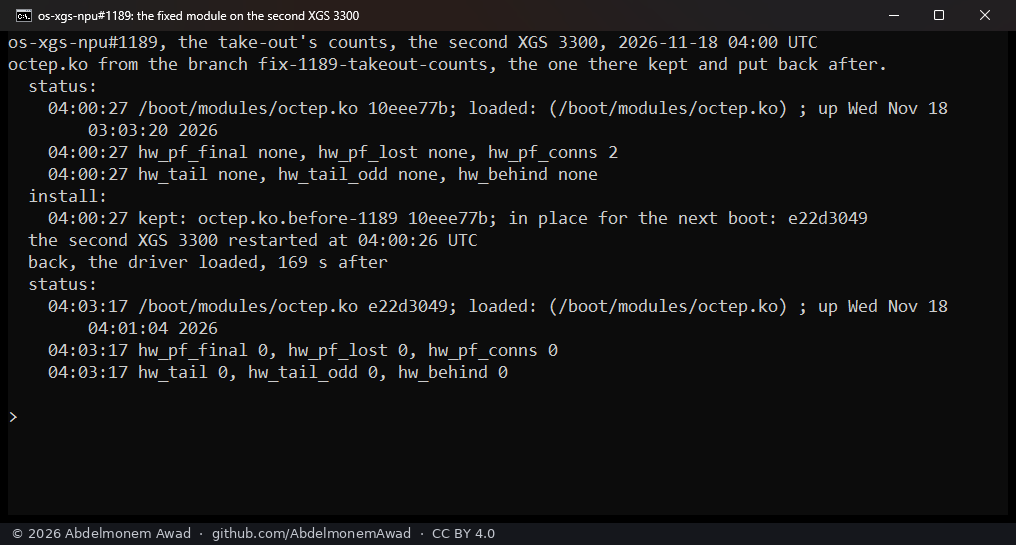 os-xgs-npu#1189: the fixed module on the second XGS 3300
os-xgs-npu#1189, the take-out's counts, the second XGS 3300, 2026-11-18 04:00 UTC
octep.ko from the branch fix-1189-takeout-counts, the one there kept and put back after.
status:
04:00:27 /boot/modules/octep.ko 10eee77b; loaded: (/boot/modules/octep.ko) ; up Wed Nov 18
03:03:20 2026
04:00:27 hw_pf_final none, hw_pf_lost none, hw_pf_conns 2
04:00:27 hw_tail none, hw_tail_odd none, hw_behind none
install:
04:00:27 kept: octep.ko.before-1189 10eee77b; in place for the next boot: e22d3049
the second XGS 3300 restarted at 04:00:26 UTC
back, the driver loaded, 169 s after
status:
04:03:17 /boot/modules/octep.ko e22d3049; loaded: (/boot/modules/octep.ko) ; up Wed Nov 18
04:01:04 2026
04:03:17 hw_pf_final 0, hw_pf_lost 0, hw_pf_conns 0
04:03:17 hw_tail 0, hw_tail_odd 0, hw_behind 0
>
© 2026 Abdelmonem Awad · github.com/AbdelmonemAwad · CC BY 4.0